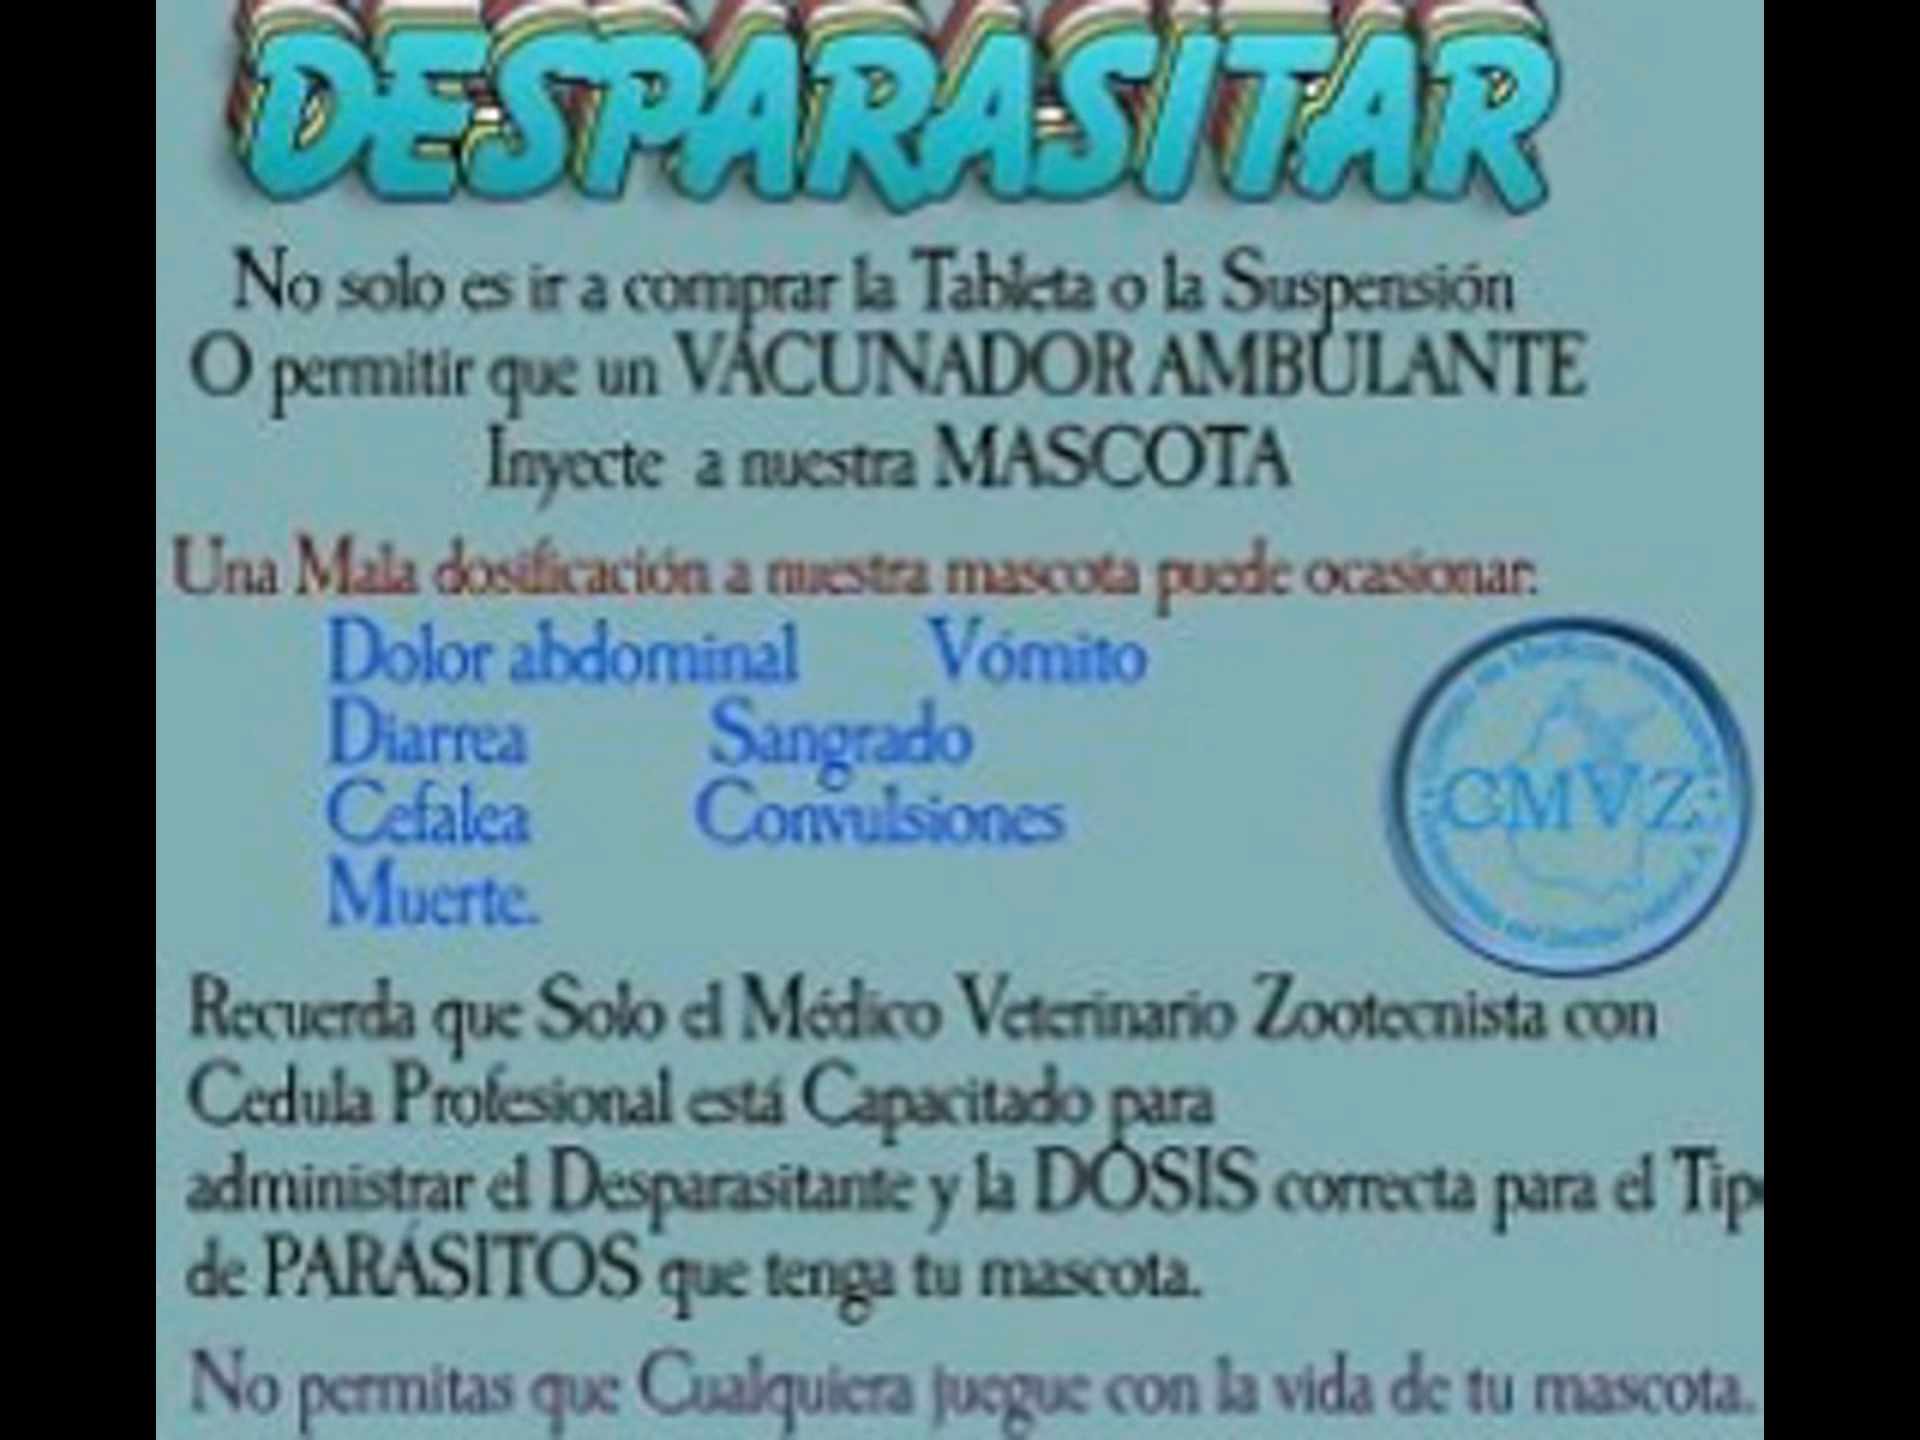 DESPARASITAR
No solo es ir a comprar la Tableta o la Suspensión
O permitir que un VACUNADOR AMBULANTE
Inyecte a nuestra MASCOTA
Una Mala dosificación a nuestra mascota puede ocasionar:
Dolor abdominal Vómito
Diarrea Sangrado
Cefalea Convulsiones
Muerte.
CMVZ
Recuerda que Solo el Médico Veterinario Zootecnista con
Cedula Profesional está Capacitado para
administrar el Desparasitante y la DOSIS correcta para el Tip
de PARÁSITOS que tenga tu mascota.
No permitas que Cualquiera juegue con la vida de tu mascota.